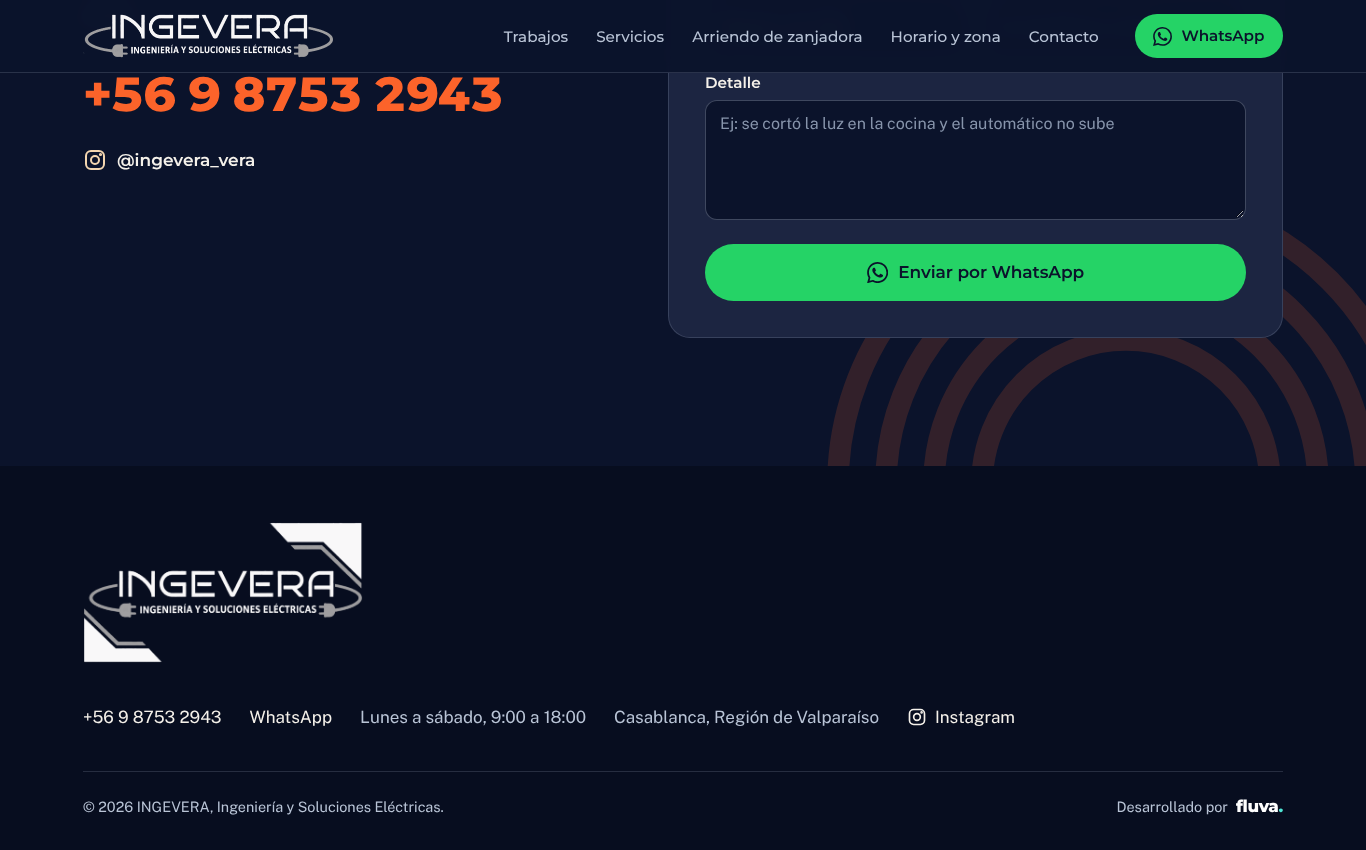 INGEVERA
INGENIERÍA Y SOLUCIONES ELÉCTRICAS
Trabajos
Servicios
Arriendo de zanjadora
Horario y zona
Contacto
WhatsApp
+56 9 8753 2943
@ingevera_vera
Detalle
Ej: se cortó la luz en la cocina y el automático no sube
Enviar por WhatsApp
INGEVERA
INGENIERÍA Y SOLUCIONES ELÉCTRICAS
+56 9 8753 2943
WhatsApp
Lunes a sábado, 9:00 a 18:00
Casablanca, Región de Valparaíso
Instagram
© 2026 INGEVERA, Ingeniería y Soluciones Eléctricas.
Desarrollado por fluva.